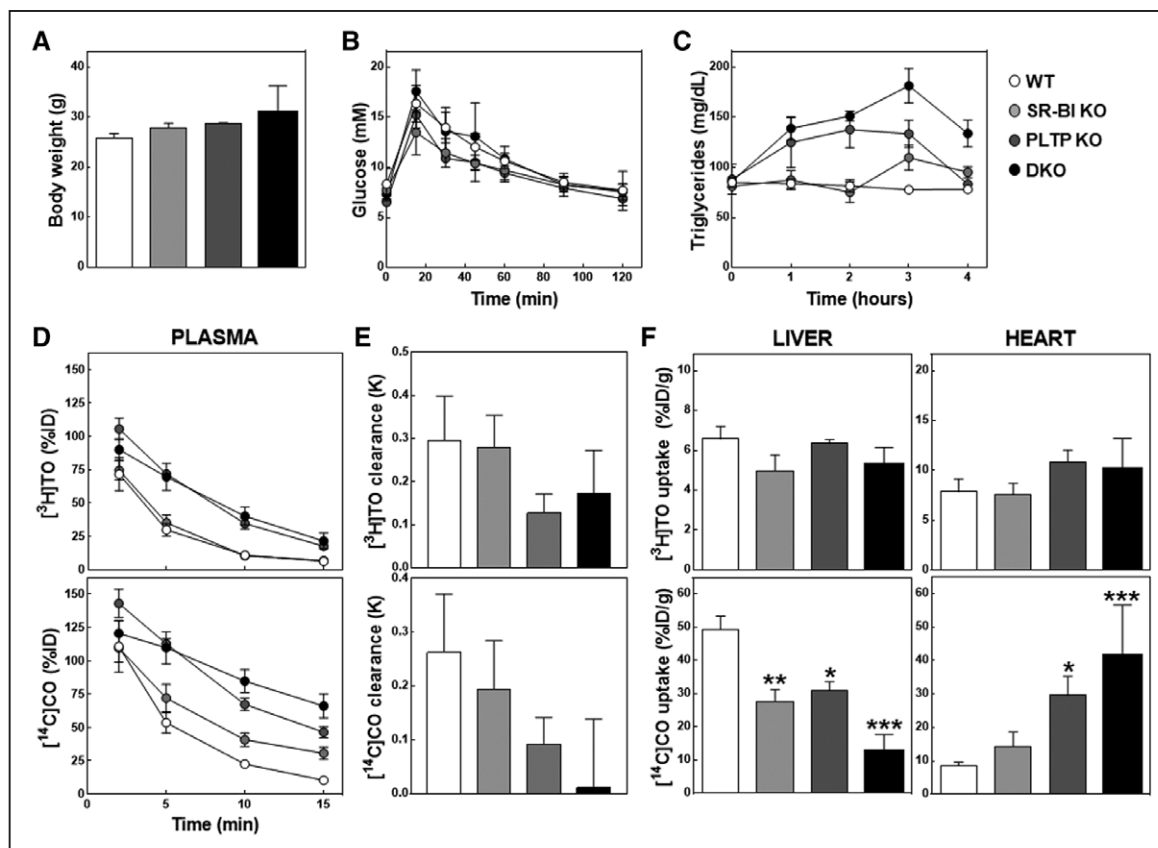 A
Body weight (g)
40
30
20
10
0
B
Glucose (mM)
20
15
10
5
0
0 20 40 60 80 100 120
Time (min)
C
Triglycerides (mg/dL)
200
150
100
50
0
0 1 2 3 4
Time (hours)
WT
SR-BI KO
PLTP KO
DKO
D
PLASMA
[³H]TO (%ID)
150
125
100
75
50
25
0
[¹⁴C]CO (%ID)
150
125
100
75
50
25
0
0 5 10 15
Time (min)
E
[³H]TO clearance (K)
0.5
0.4
0.3
0.2
0.1
0.0
[¹⁴C]CO clearance (K)
0.4
0.3
0.2
0.1
0.0
F
LIVER
HEART
[³H]TO uptake (%ID/g)
10
8
6
4
2
0
20
15
10
5
0
[¹⁴C]CO uptake (%ID/g)
70
60
50
40
30
20
10
0
** * ***
60
50
40
30
20
10
0
* ***